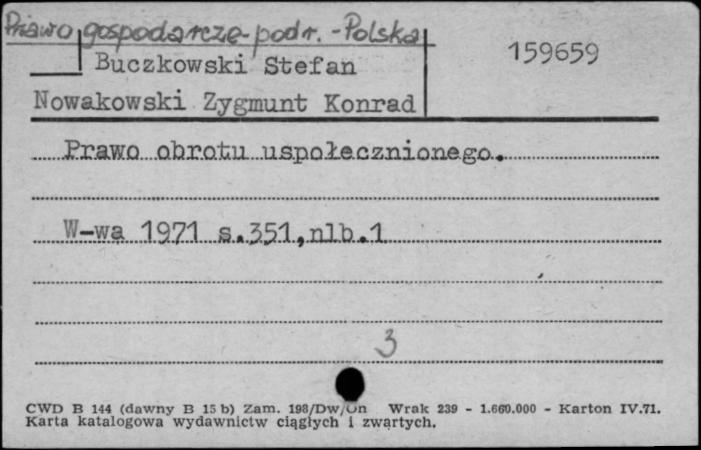 Prawo gospodarcze-podr.-Polska
159659
Buczkowski Stefan
Nowakowski Zygmunt Konrad
Prawo obrotu uspołecznionego.
W-wa 1971 s.351,nlb.1
3
CWD B 144 (dawny B 15 b) Zam. 198/Dw/On Wrak 239 - 1.660.000 - Karton IV.71.
Karta katalogowa wydawnictw ciągłych i zwartych.